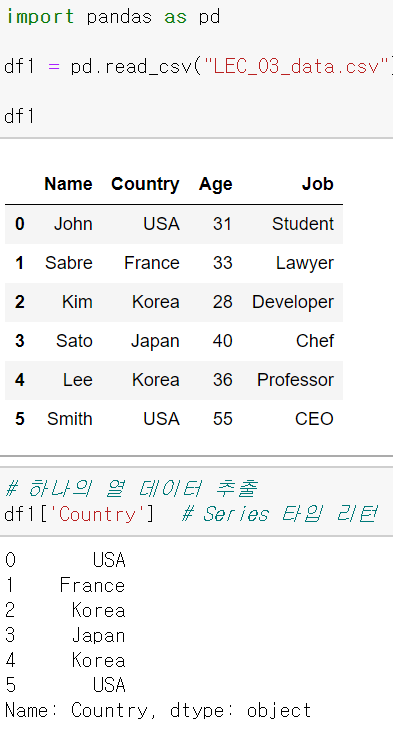 import pandas as pd
df1 = pd.read_csv("LEC_03_data.csv")
df1
Name Country Age Job
0 John USA 31 Student
1 Sabre France 33 Lawyer
2 Kim Korea 28 Developer
3 Sato Japan 40 Chef
4 Lee Korea 36 Professor
5 Smith USA 55 CEO
# 하나의 열 데이터 추출
df1['Country'] # Series 타입 리턴
0 USA
1 France
2 Korea
3 Japan
4 Korea
5 USA
Name: Country, dtype: object